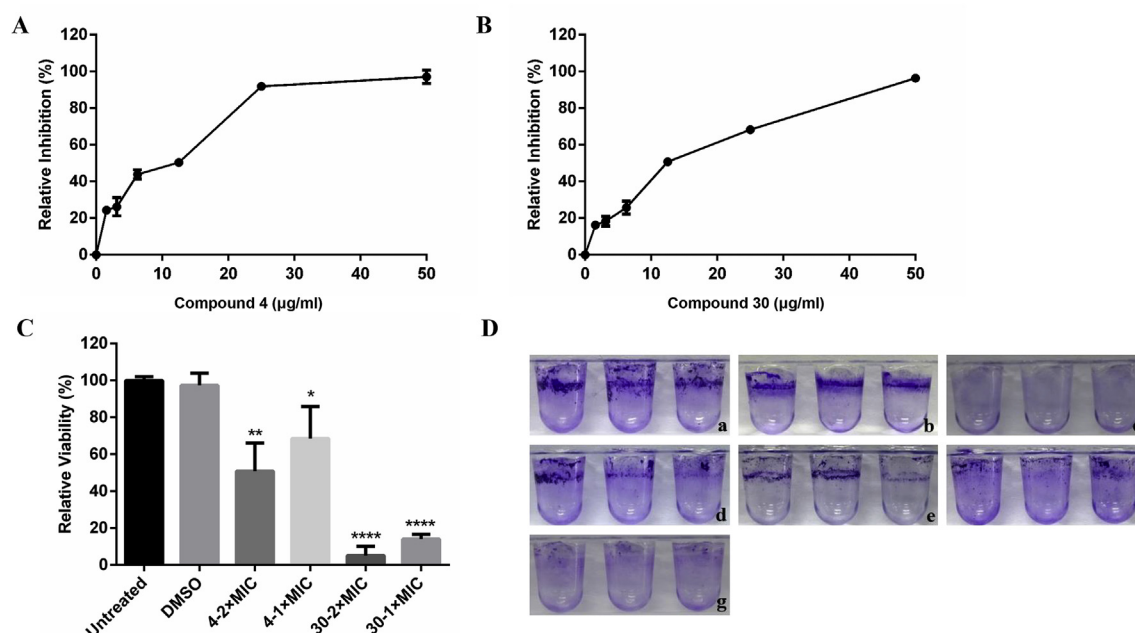 A
B
120
100
80
60
40
20
0
Relative Inhibition (%)
0 10 20 30 40 50
Compound 4 (µg/ml)
120
100
80
60
40
20
0
Relative Inhibition (%)
0 10 20 30 40 50
Compound 30 (µg/ml)
C
D
120
100
80
60
40
20
0
Relative Viability (%)
**
*
****
****
Untreated
DMSO
4-2×MIC
4-1×MIC
30-2×MIC
30-1×MIC
a
b
d
e
g